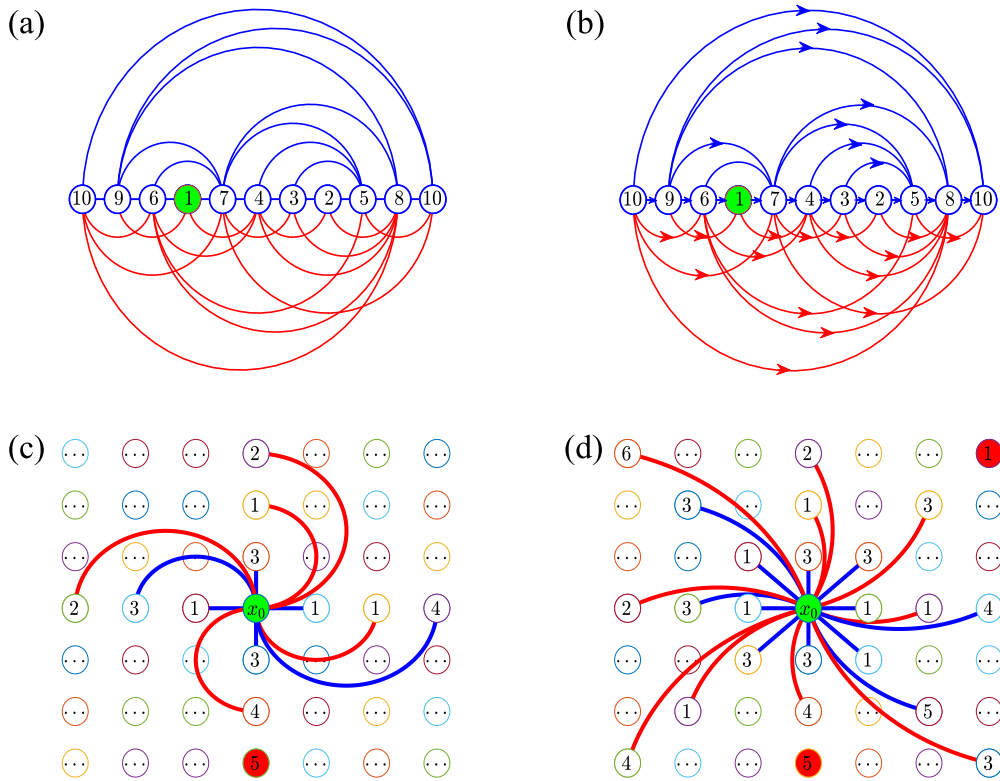 (a)
10 9 6 1 7 4 3 2 5 8 10
(b)
10 9 6 1 7 4 3 2 5 8 10
(c)
... ... ... 2 ... ... ...
... ... ... 1 ... ... ...
... ... ... 3 ... ... ...
2 3 1 x0 1 1 4
... ... ... 3 ... ... ...
... ... ... 4 ... ... ...
... ... ... 5 ... ... ...
(d)
6 ... ... 2 ... ... 1
... 3 ... 1 ... 3 ...
... ... 1 3 3 ... ...
2 3 1 x0 1 1 4
... ... 3 3 1 ... ...
... 1 ... 4 ... 5 ...
4 ... ... 5 ... ... 3